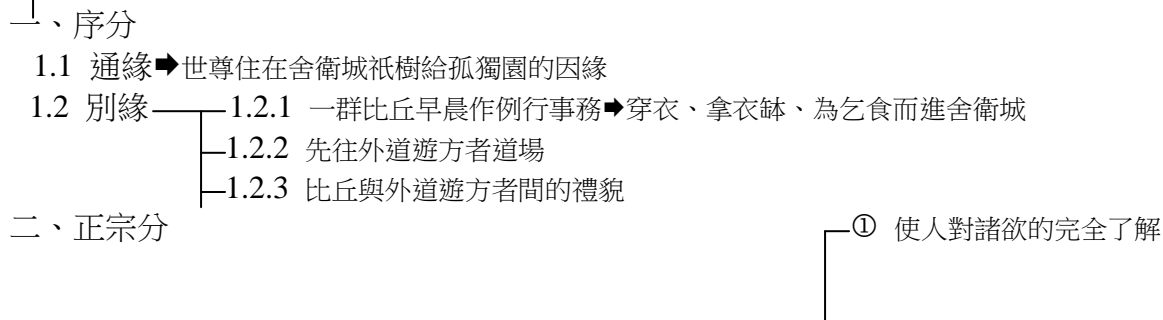 一、序分
1.1 通緣➡世尊住在舍衛城祇樹給孤獨園的因緣
1.2 別緣 1.2.1 一群比丘早晨作例行事務➡穿衣、拿衣缽、為乞食而進舍衛城
1.2.2 先往外道遊方者道場
1.2.3 比丘與外道遊方者間的禮貌
二、正宗分 ① 使人對諸欲的完全了解